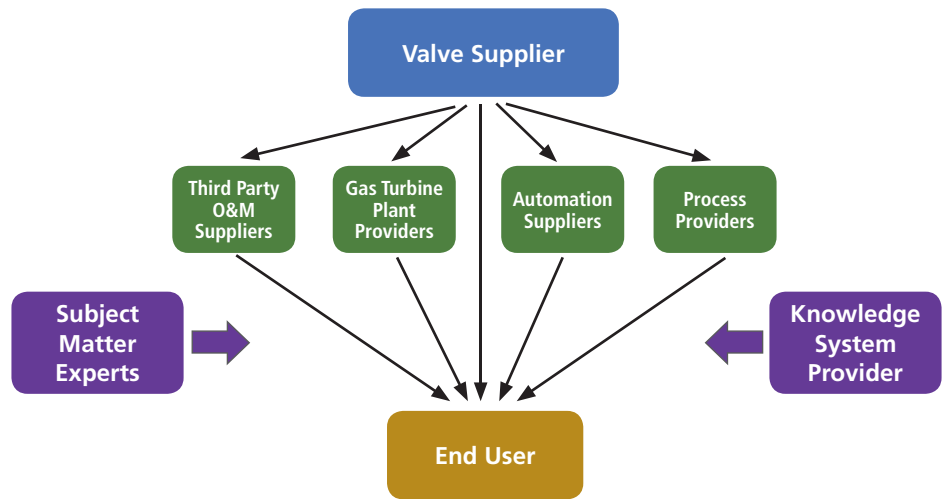 Valve Supplier
Third Party
O&M
Suppliers
Gas Turbine
Plant
Providers
Automation
Suppliers
Process
Providers
Subject
Matter
Experts
Knowledge
System
Provider
End User